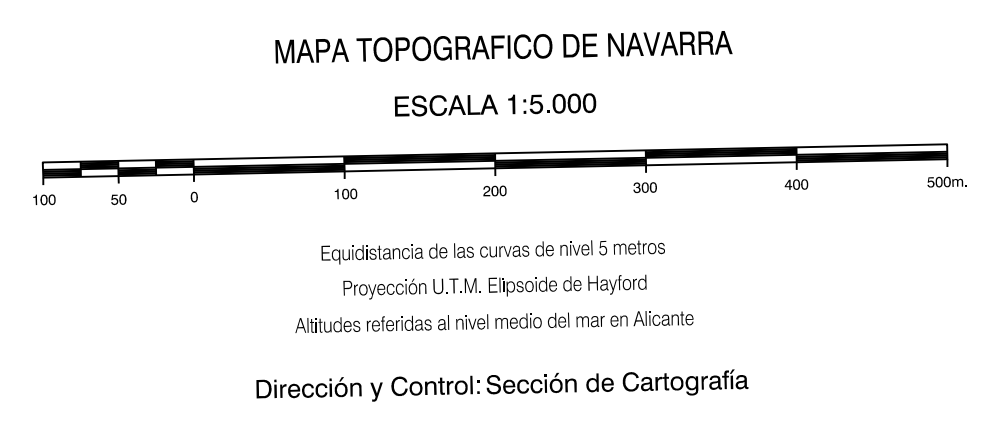 MAPA TOPOGRAFICO DE NAVARRA
ESCALA 1:5.000
100 50 0 100 200 300 400 500m.
Equidistancia de las curvas de nivel 5 metros
Proyección U.T.M. Elipsoide de Hayford
Altitudes referidas al nivel medio del mar en Alicante
Dirección y Control: Sección de Cartografía